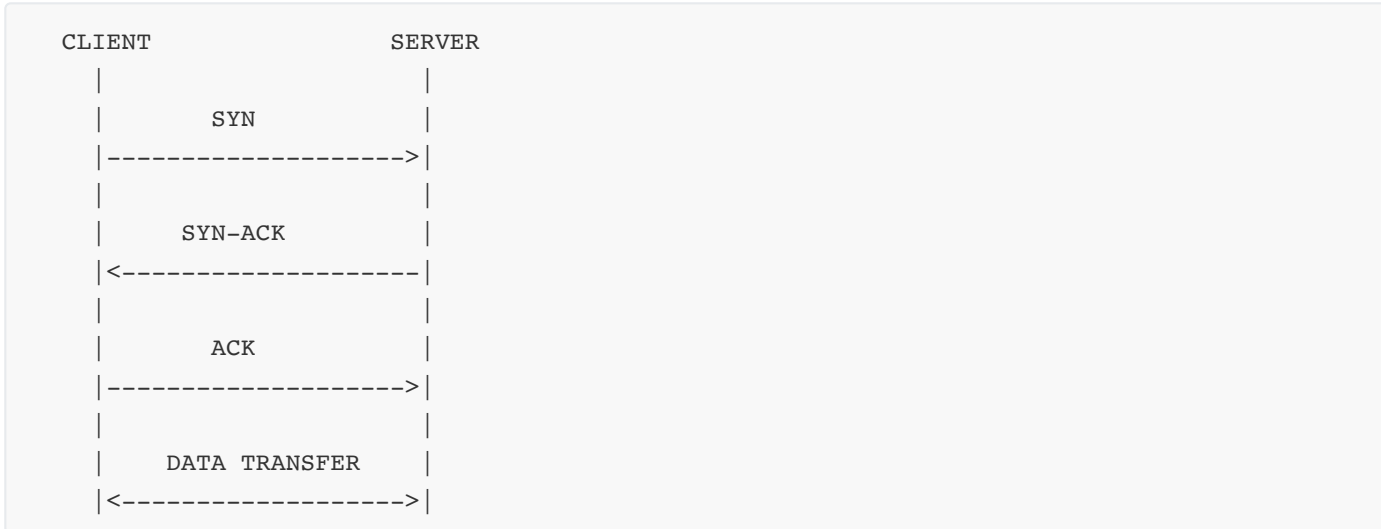 CLIENT                SERVER
  |                     |
  |       SYN           |
  |-------------------->|
  |                     |
  |     SYN-ACK         |
  |<--------------------|
  |                     |
  |       ACK           |
  |-------------------->|
  |                     |
  |    DATA TRANSFER    |
  |<------------------->|